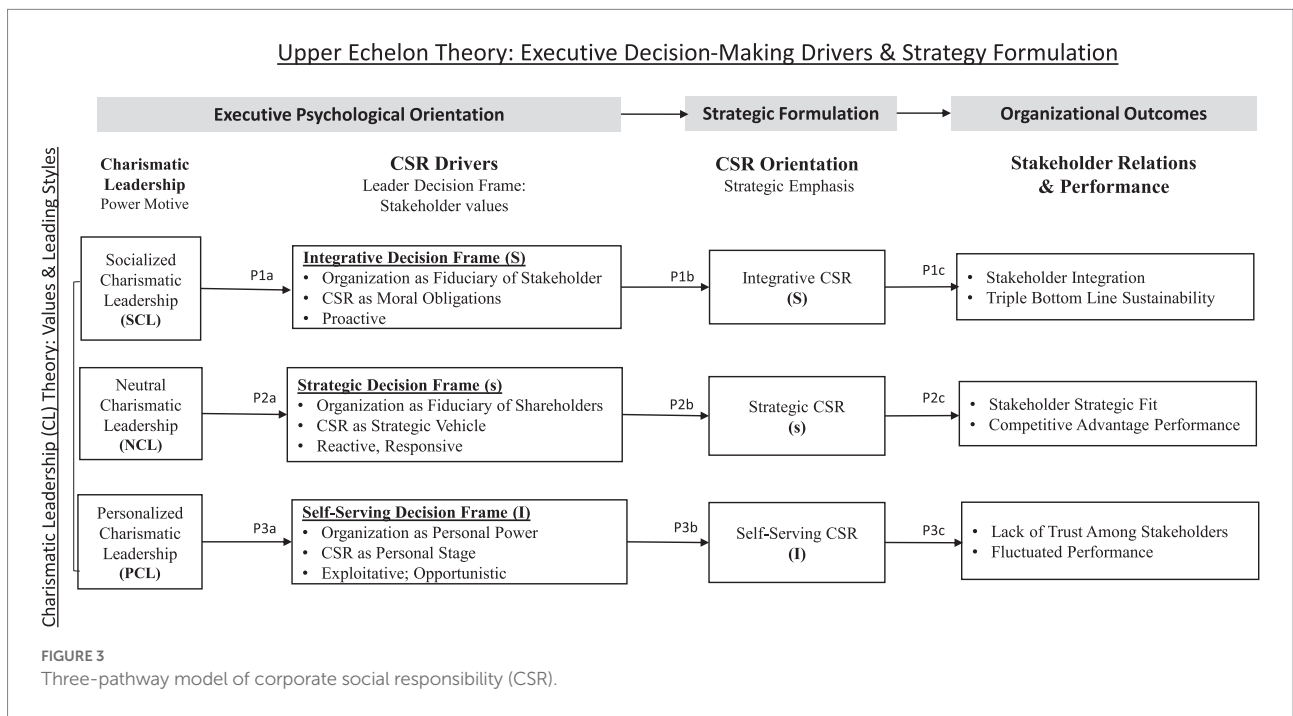 Upper Echelon Theory: Executive Decision-Making Drivers & Strategy Formulation
Executive Psychological Orientation
Strategic Formulation
Organizational Outcomes
Charismatic Leadership (CL) Theory: Values & Leading Styles
Charismatic
Leadership
Power Motive
CSR Drivers
Leader Decision Frame:
Stakeholder values
CSR Orientation
Strategic Emphasis
Stakeholder Relations
& Performance
Socialized
Charismatic
Leadership
(SCL)
P1a
Integrative Decision Frame (S)
• Organization as Fiduciary of Stakeholder
• CSR as Moral Obligations
• Proactive
P1b
Integrative CSR
(S)
P1c
• Stakeholder Integration
• Triple Bottom Line Sustainability
Neutral
Charismatic
Leadership
(NCL)
P2a
Strategic Decision Frame (s)
• Organization as Fiduciary of Shareholders
• CSR as Strategic Vehicle
• Reactive, Responsive
P2b
Strategic CSR
(s)
P2c
• Stakeholder Strategic Fit
• Competitive Advantage Performance
Personalized
Charismatic
Leadership
(PCL)
P3a
Self-Serving Decision Frame (I)
• Organization as Personal Power
• CSR as Personal Stage
• Exploitative; Opportunistic
P3b
Self-Serving CSR
(I)
P3c
• Lack of Trust Among Stakeholders
• Fluctuated Performance
FIGURE 3
Three-pathway model of corporate social responsibility (CSR).